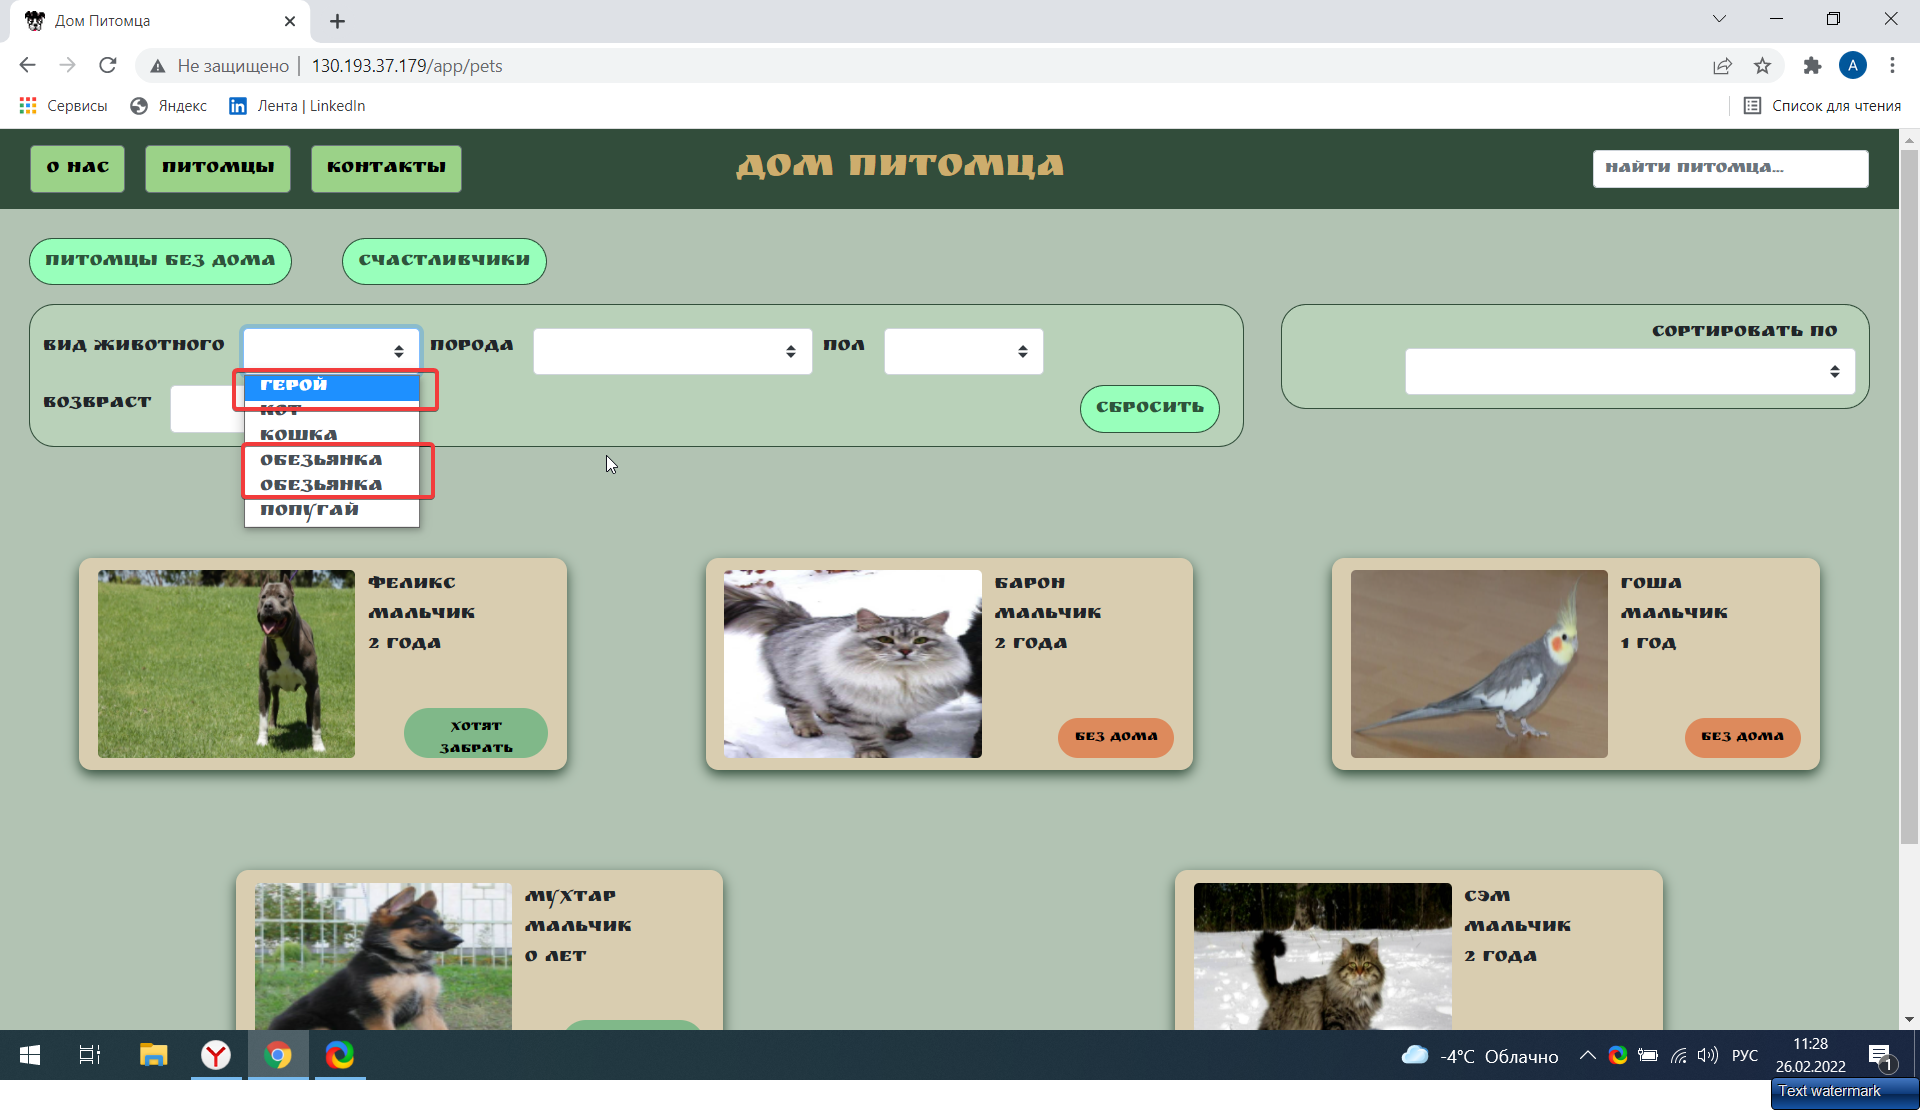 Дом Питомца
Не защищено | 130.193.37.179/app/pets
A
Сервисы
Яндекс
in Лента | LinkedIn
Список для чтения
О НАС
ПИТОМЦЫ
КОНТАКТЫ
ДОМ ПИТОМЦА
НАЙТИ ПИТОМЦА...
ПИТОМЦЫ БЕЗ ДОМА
СЧАСТЛИВЧИКИ
ВИД ЖИВОТНОГО
ПОРОДА
ПОЛ
СОРТИРОВАТЬ ПО
ВОЗВРАСТ
СБРОСИТЬ
ГЕРОЙ
КОТ
КОШКА
ОБЕЗЬЯНКА
ОБЕЗЬЯНКА
ПОПУГАЙ
ФЕЛИКС
МАЛЬЧИК
2 ГОДА
ХОТЯТ
ЗАБРАТЬ
БАРОН
МАЛЬЧИК
2 ГОДА
БЕЗ ДОМА
ГОША
МАЛЬЧИК
1 ГОД
БЕЗ ДОМА
МУХТАР
МАЛЬЧИК
0 ЛЕТ
СЭМ
МАЛЬЧИК
2 ГОДА
-4°C Облачно
РУС
11:28
26.02.2022
1
Text watermark